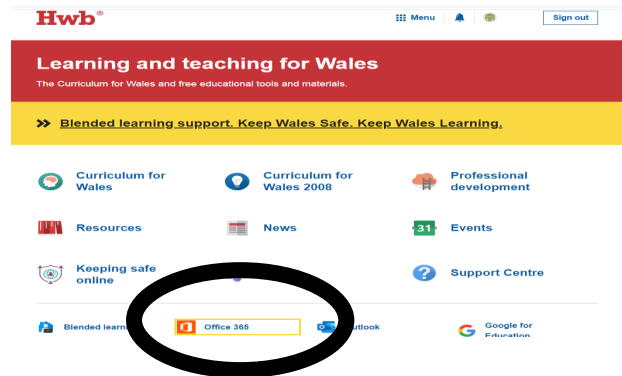 Hwb®
Menu
Sign out
Learning and teaching for Wales
The Curriculum for Wales and free educational tools and materials.
Blended learning support. Keep Wales Safe. Keep Wales Learning.
Curriculum for
Wales
Curriculum for
Wales 2008
Professional
development
Resources
News
31
Events
Keeping safe
online
?
Support Centre
Blended
Office 365
Google for
Education